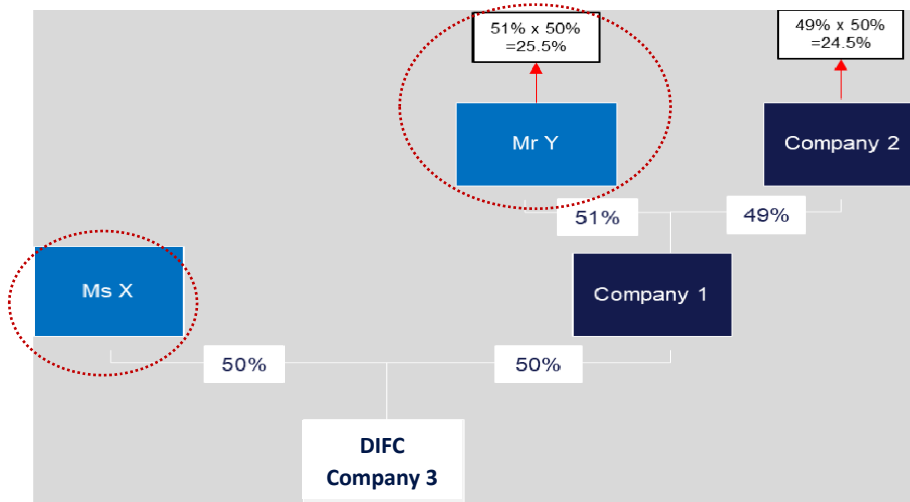 51% x 50%
=25.5%
49% x 50%
=24.5%
Mr Y
Company 2
51%
49%
Ms X
Company 1
50%
50%
DIFC
Company 3